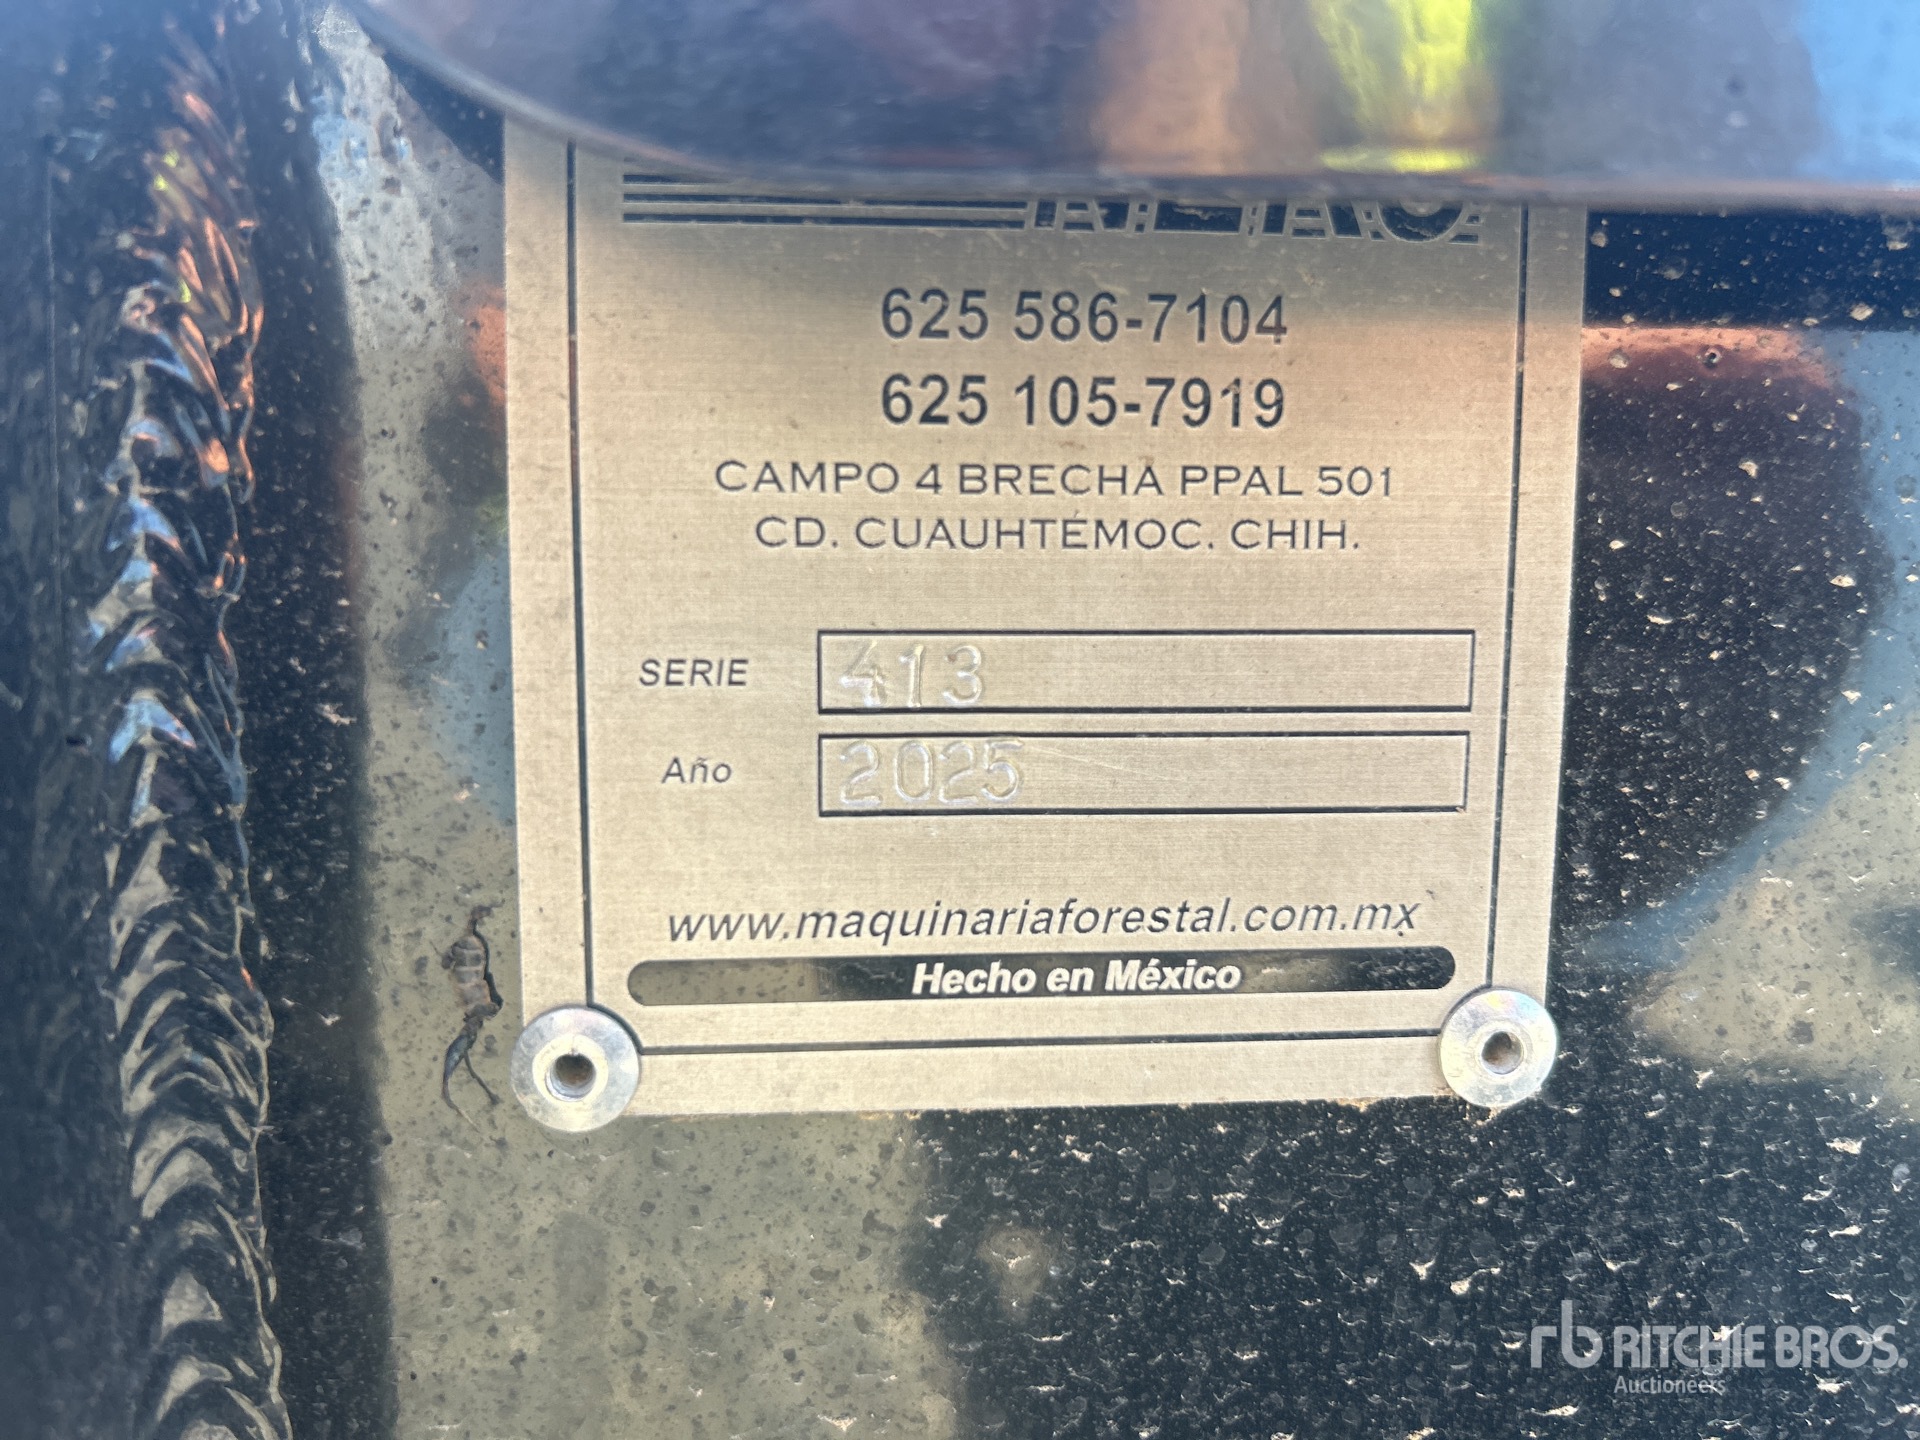 625 586-7104
625 105-7919
CAMPO 4 BRECHA PPAL 501
CD. CUAUHTÉMOC. CHIH.
SERIE 413
Año 2025
www.maquinariaforestal.com.mx
Hecho en México
rb RITCHIE BROS.
Auctioneers